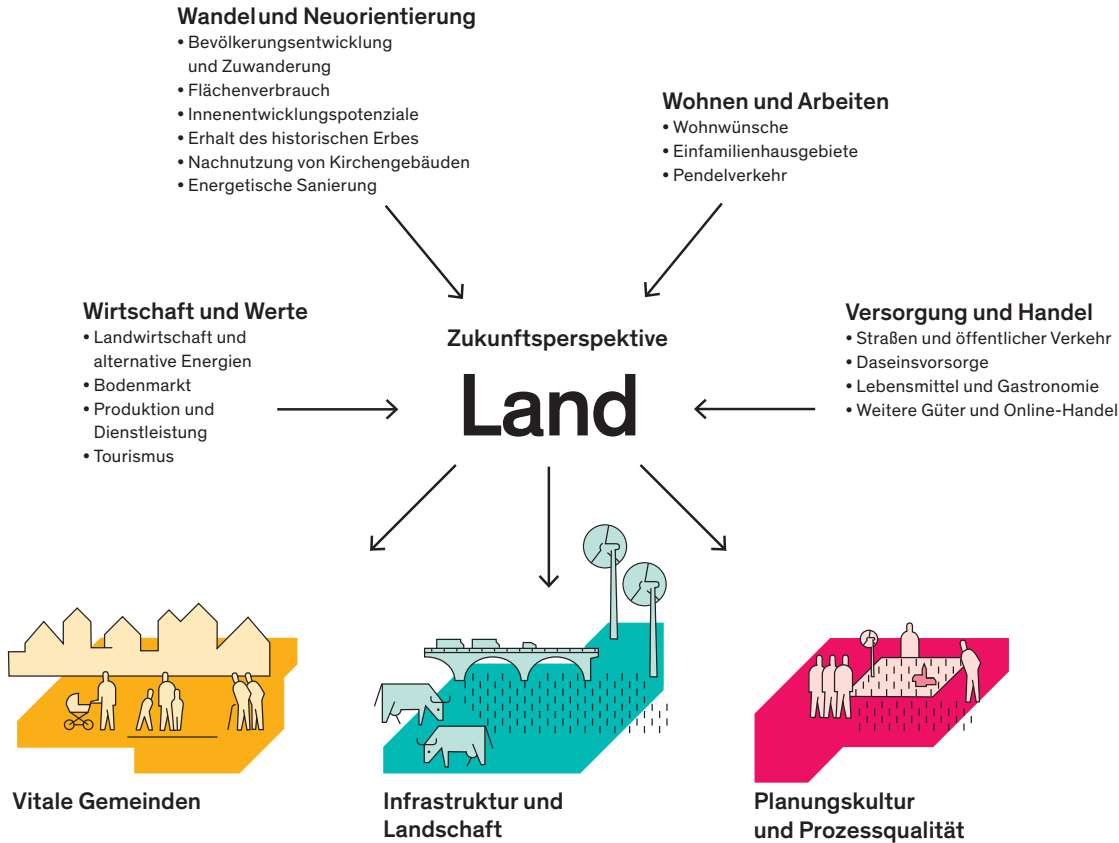 Wandel und Neuorientierung
• Bevölkerungsentwicklung
und Zuwanderung
• Flächenverbrauch
• Innenentwicklungspotenziale
• Erhalt des historischen Erbes
• Nachnutzung von Kirchengebäuden
• Energetische Sanierung
Wohnen und Arbeiten
• Wohnwünsche
• Einfamilienhausgebiete
• Pendelverkehr
Wirtschaft und Werte
• Landwirtschaft und
alternative Energien
• Bodenmarkt
• Produktion und
Dienstleistung
• Tourismus
Zukunftsperspektive
Land
Versorgung und Handel
• Straßen und öffentlicher Verkehr
• Daseinsvorsorge
• Lebensmittel und Gastronomie
• Weitere Güter und Online-Handel
Vitale Gemeinden
Infrastruktur und
Landschaft
Planungskultur
und Prozessqualität